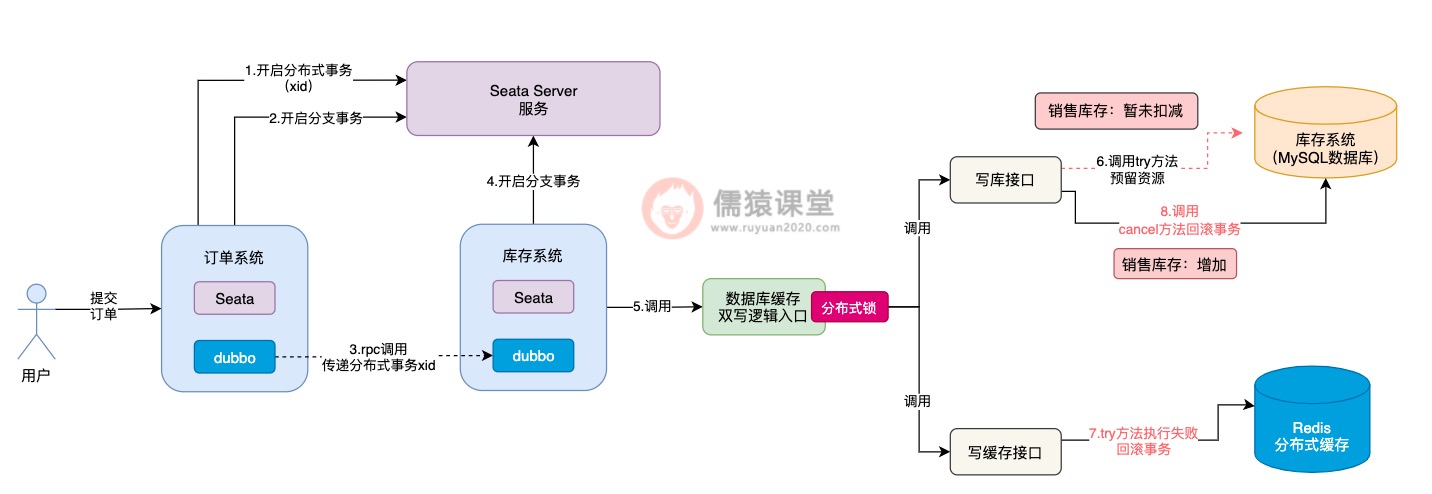 1.开启分布式事务
（xid）
2.开启分支事务
Seata Server
服务
4.开启分支事务
销售库存：暂未扣减
库存系统
（MySQL数据库）
写库接口
6.调用try方法
预留资源
8.调用
cancel方法回滚事务
销售库存：增加
儒猿课堂
www.ruyuan2020.com
调用
订单系统
Seata
dubbo
库存系统
Seata
dubbo
提交
订单
用户
3.rpc调用
传递分布式事务xid
5.调用
数据库缓存
双写逻辑入口
分布式锁
调用
写缓存接口
7.try方法执行失败
回滚事务
Redis
分布式缓存